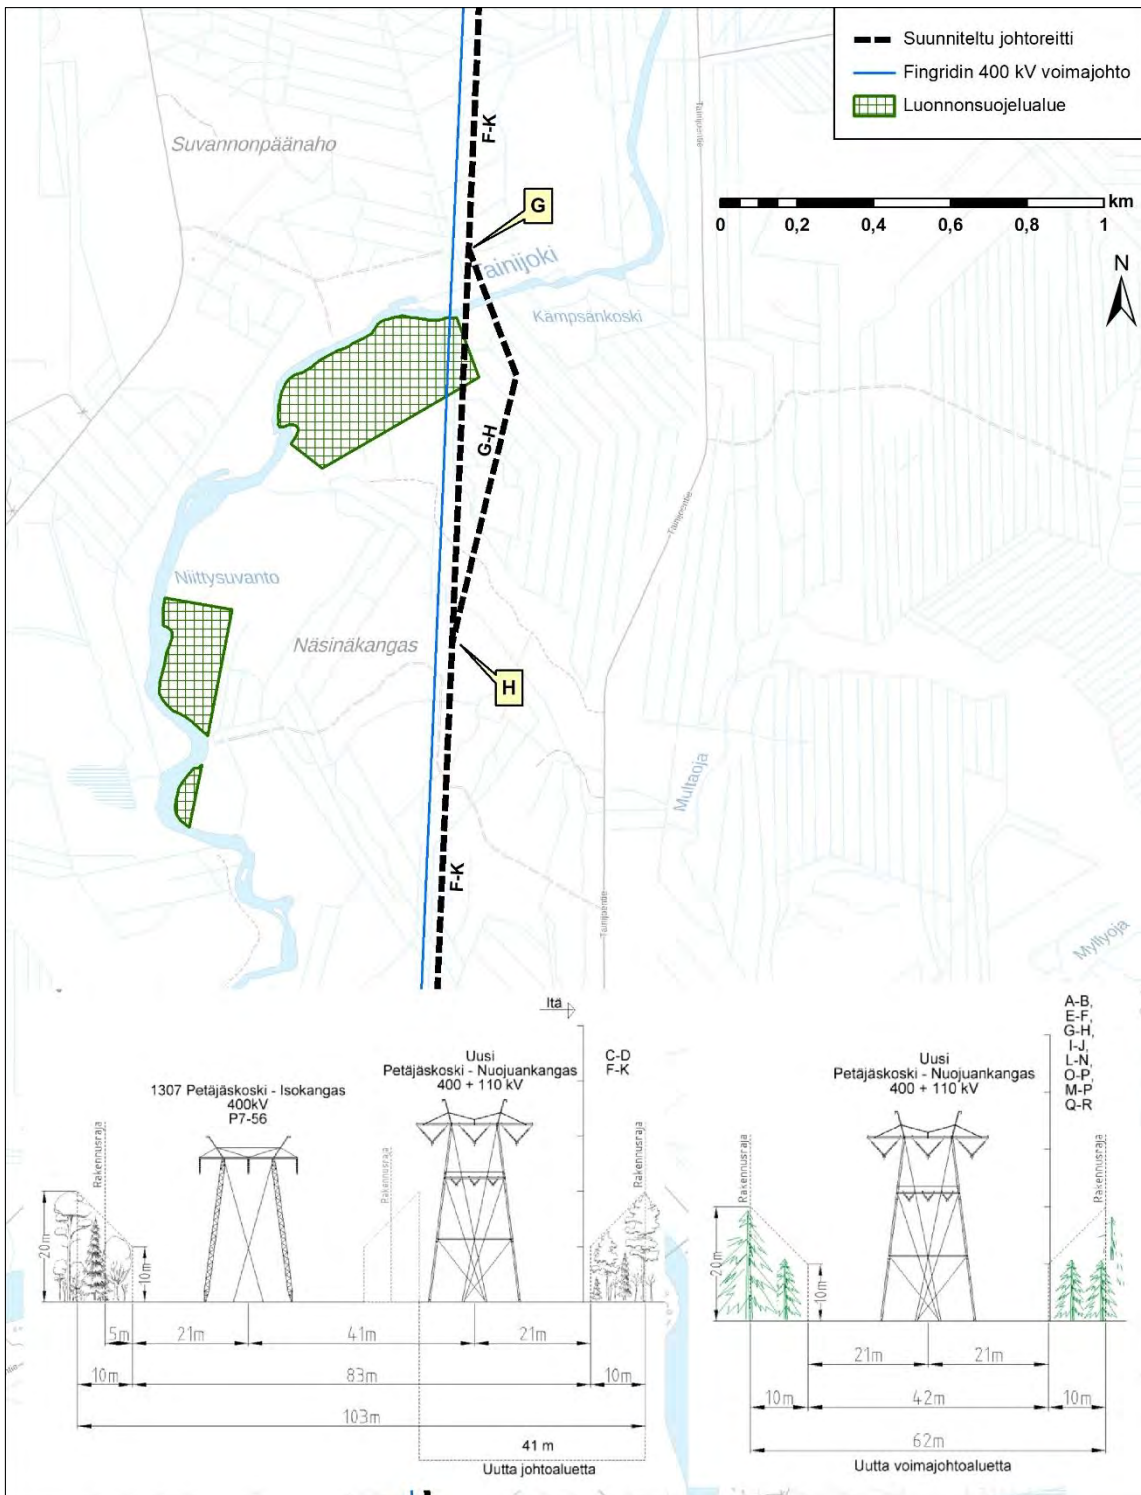 Suunniteltu johtoreitti
Fingridin 400 kV voimajohto
Luonnonsuojelualue
F-K
Tainijoentie
Suvannonpäänaho
km
0 0,2 0,4 0,6 0,8 1
G
N
Tainijoki
Kämpsänkoski
G-H
Tainijoentie
Niittysuvanto
Näsinäkangas
H
Multaoja
F-K
Tainijoentie
Myllyoja
Itä
C-D
F-K
Uusi
Petäjäskoski - Nuojuankangas
400 + 110 kV
1307 Petäjäskoski - Isokangas
400kV
P7-56
Rakennusraja
Rakennusraja
Rakennusraja
20m
10m
5m 21m 41m 21m
10m 83m 10m
103m
41 m
Uutta johtoaluetta
A-B,
E-F,
G-H,
I-J,
L-N,
O-P,
M-P
Q-R
Uusi
Petäjäskoski - Nuojuankangas
400 + 110 kV
Rakennusraja
Rakennusraja
20m
10m
21m 21m
10m 42m 10m
62m
Uutta voimajohtoaluetta